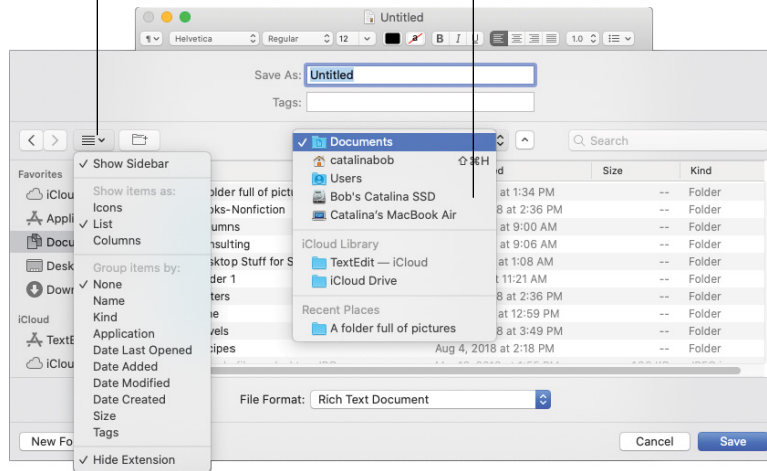 Untitled
Helvetica Regular 12 a B I U 1.0
Save As: Untitled
Tags:
Search
Documents
catalinabob ⇧⌘H
Users
Bob's Catalina SSD
Catalina's MacBook Air
iCloud Library
TextEdit — iCloud
iCloud Drive
Recent Places
A folder full of pictures
✓ Show Sidebar
Show items as:
Icons
✓ List
Columns
Group items by:
✓ None
Name
Kind
Application
Date Last Opened
Date Added
Date Modified
Date Created
Size
Tags
✓ Hide Extension
Favorites
iClou
Appli
Docu
Desk
Down
iCloud
TextE
iClou
Size Kind
older full of pictu at 1:34 PM -- Folder
oks-Nonfiction 8 at 2:36 PM -- Folder
umns at 9:00 AM -- Folder
nsulting at 9:06 AM -- Folder
sktop Stuff for S at 1:08 AM -- Folder
der 1 11:21 AM -- Folder
ters 8 at 2:36 PM -- Folder
e at 12:59 PM -- Folder
vels 8 at 3:49 PM -- Folder
ipes Aug 4, 2018 at 2:18 PM -- Folder
File Format: Rich Text Document
New Fo Cancel Save